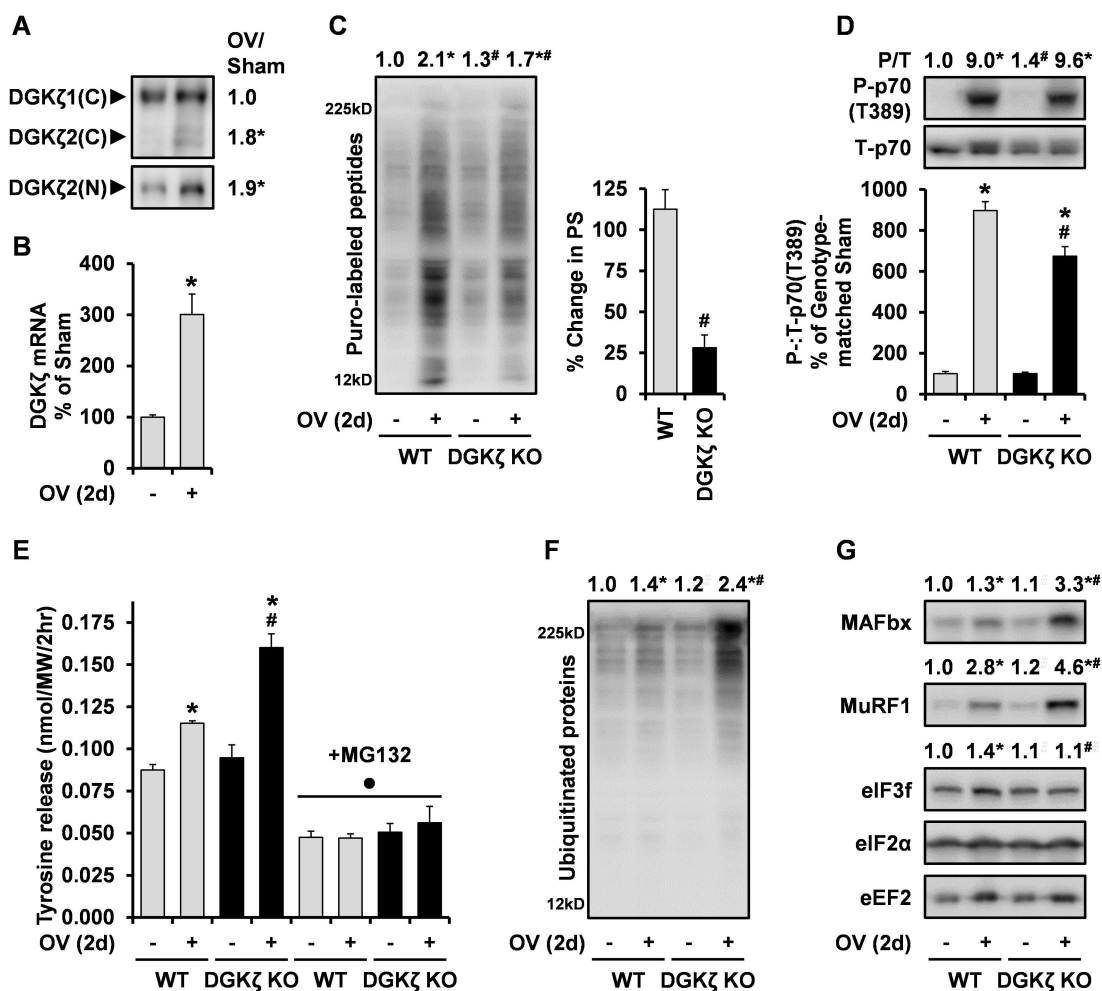 A
OV/
Sham
DGKζ1(C)
1.0
DGKζ2(C)
1.8*
DGKζ2(N)
1.9*
B
DGKζ mRNA
% of Sham
400
300
200
100
0
OV (2d) - +
C
1.0 2.1* 1.3# 1.7*#
225kD
Puro-labeled peptides
12kD
OV (2d) - + - +
WT DGKζ KO
% Change in PS
125
100
75
50
25
0
#
WT
DGKζ KO
D
P/T 1.0 9.0* 1.4# 9.6*
P-p70
(T389)
T-p70
P-:T-p70(T389)
% of Genotype-
matched Sham
1000
800
600
400
200
0
*
*
#
OV (2d) - + - +
WT DGKζ KO
E
Tyrosine release (nmol/MW/2hr)
0.175
0.150
0.125
0.100
0.075
0.050
0.025
0.000
*
*
#
+MG132
OV (2d) - + - + - + - +
WT DGKζ KO WT DGKζ KO
F
1.0 1.4* 1.2 2.4*#
225kD
Ubiquitinated proteins
12kD
OV (2d) - + - +
WT DGKζ KO
G
1.0 1.3* 1.1 3.3*#
MAFbx
1.0 2.8* 1.2 4.6*#
MuRF1
1.0 1.4* 1.1 1.1#
eIF3f
eIF2α
eEF2
OV (2d) - + - +
WT DGKζ KO